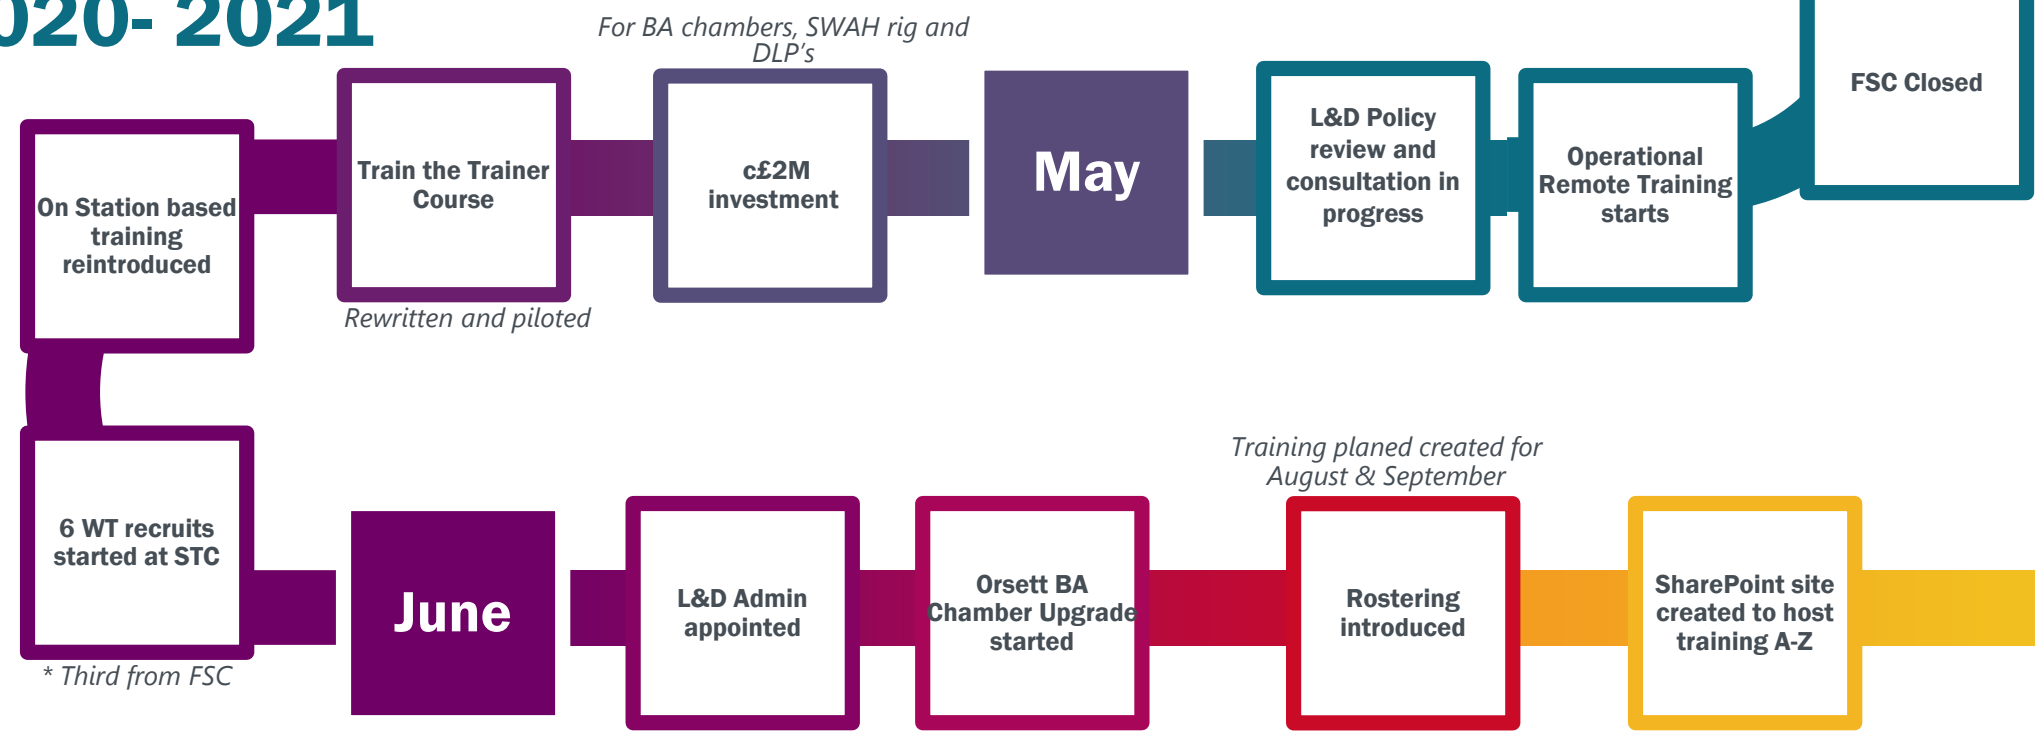 020- 2021
For BA chambers, SWAH rig and
DLP's
FSC Closed
Operational
Remote Training
starts
L&D Policy
review and
consultation in
progress
May
c£2M
investment
Train the Trainer
Course
Rewritten and piloted
On Station based
training
reintroduced
6 WT recruits
started at STC
* Third from FSC
June
L&D Admin
appointed
Orsett BA
Chamber Upgrade
started
Training planed created for
August & September
Rostering
introduced
SharePoint site
created to host
training A-Z